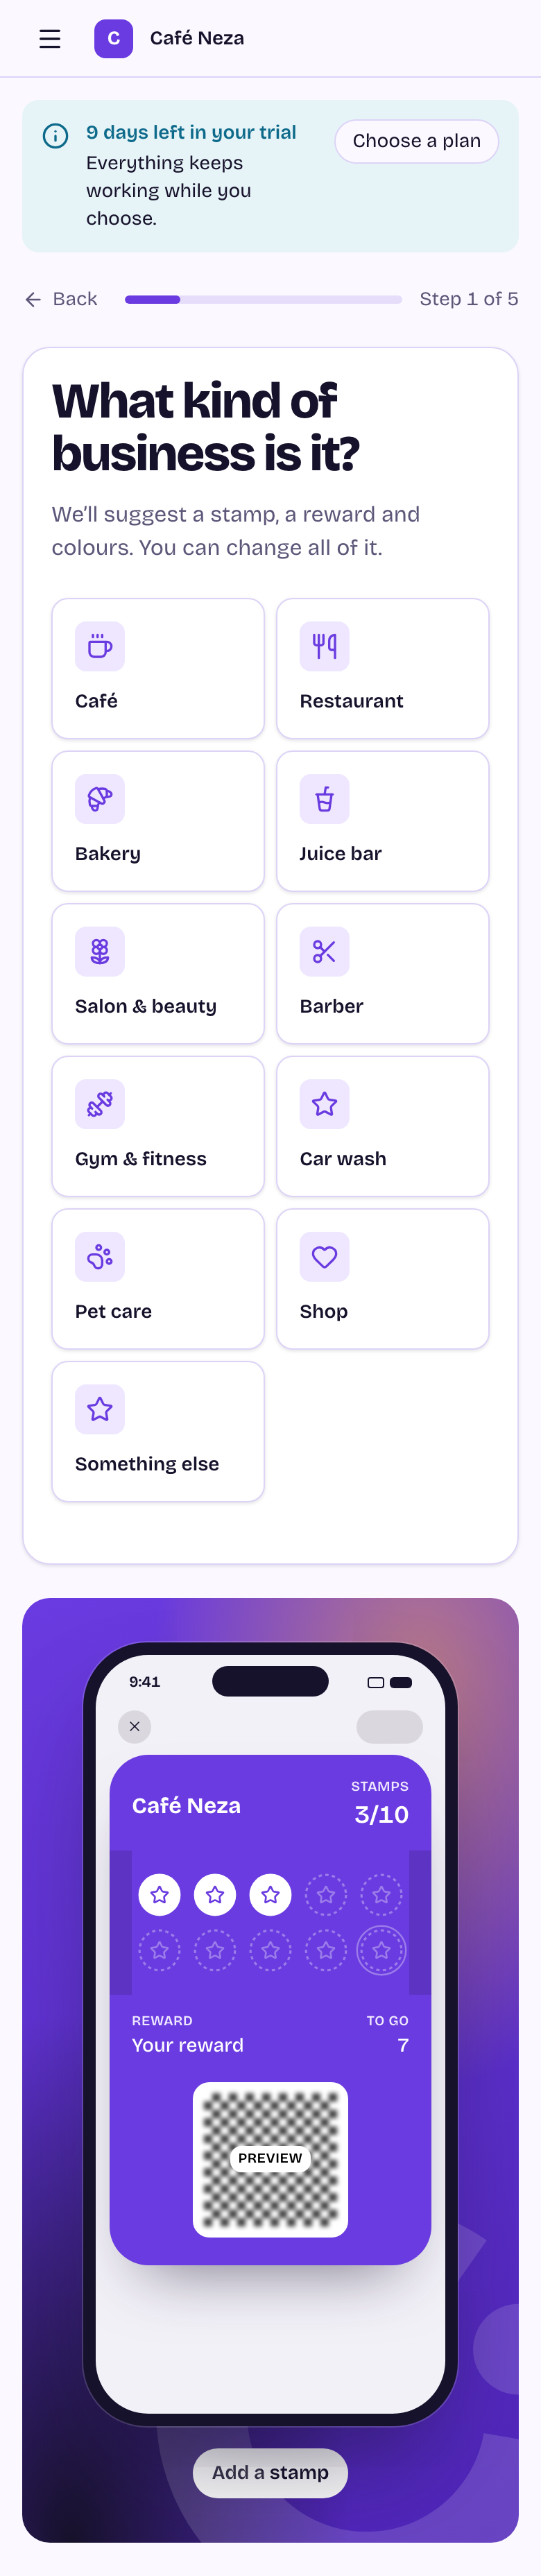 C Café Neza
9 days left in your trial
Everything keeps
working while you
choose.
Choose a plan
Back
Step 1 of 5
What kind of
business is it?
We'll suggest a stamp, a reward and
colours. You can change all of it.
Café
Restaurant
Bakery
Juice bar
Salon & beauty
Barber
Gym & fitness
Car wash
Pet care
Shop
Something else
9:41
Café Neza
STAMPS
3/10
REWARD
Your reward
TO GO
7
PREVIEW
Add a stamp